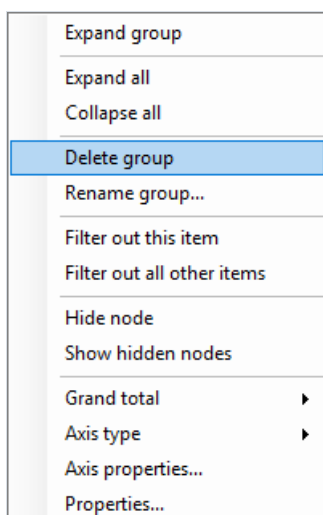 Expand group
Expand all
Collapse all
Delete group
Rename group...
Filter out this item
Filter out all other items
Hide node
Show hidden nodes
Grand total
Axis type
Axis properties...
Properties...